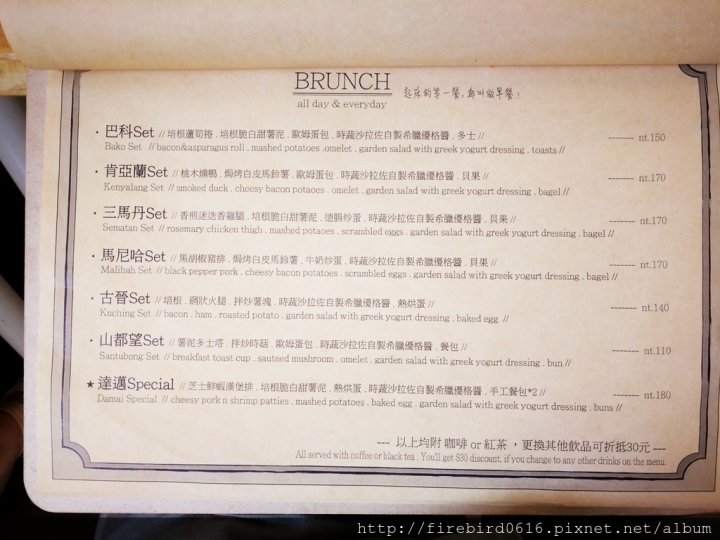 BRUNCH
all day & everyday 起床的第一餐,都叫做早餐!
· 巴科Set // 培根蘆筍捲 . 培根脆白甜薯泥 . 歐姆蛋包 . 時蔬沙拉佐自製希臘優格醬 . 多士 // ------- nt.150
Bako Set // bacon&asparagus roll . mashed potatoes .omelet . garden salad with greek yogurt dressing . toasts //
· 肯亞蘭Set // 桃木燻鴨 . 焗烤白皮馬鈴薯 . 歐姆蛋包 . 時蔬沙拉佐自製希臘優格醬 . 貝果 // ------- nt.170
Kenyalang Set // smoked duck . cheesy bacon potaoes . omelet . garden salad with greek yogurt dressing . bagel //
· 三馬丹Set // 香煎迷迭香雞腿 . 培根脆白甜薯泥 . 德腸炒蛋 . 時蔬沙拉佐自製希臘優格醬 . 貝果 // ------- nt.170
Sematan Set // rosemary chicken thigh . mashed potaoes . scrambled eggs . garden salad with greek yogurt dressing . bagel //
· 馬尼哈Set // 黑胡椒豬排 . 焗烤白皮馬鈴薯 . 牛奶炒蛋 . 時蔬沙拉佐自製希臘優格醬 . 貝果 // ------- nt.170
Malihah Set // black pepper pork . cheesy bacon potatoes . scrambled eggs . garden salad with greek yogurt dressing . bagel //
· 古晉Set // 培根 . 網狀火腿 . 拌炒薯塊 . 時蔬沙拉佐自製希臘優格醬 . 熱烘蛋 // ------- nt.140
Kuching Set // bacon . ham . roasted potato . garden salad with greek yogurt dressing . baked egg //
· 山都望Set // 薯泥多士塔 . 拌炒時菇 . 歐姆蛋包 . 時蔬沙拉佐自製希臘優格醬 . 餐包 // ------- nt.110
Santubong Set // breakfast toast cup . sauteed mushroom . omelet . garden salad with greek yogurt dressing . bun //
★ 達邁Special // 芝士鮮蝦漢堡排 . 培根脆白甜薯泥 . 熱烘蛋 . 時蔬沙拉佐自製希臘優格醬 . 手工餐包*2 // ------- nt.180
Damai Special // cheesy pork n shrimp patties . mashed potatoes . baked egg . garden salad with greek yogurt dressing . buns //
--- 以上均附 咖啡 or 紅茶 ，更換其他飲品可折抵30元 ---
All served with coffee or black tea . You'll get $30 discount, if you change to any other drinks on the menu.
http://firebird0616.pixnet.net/album